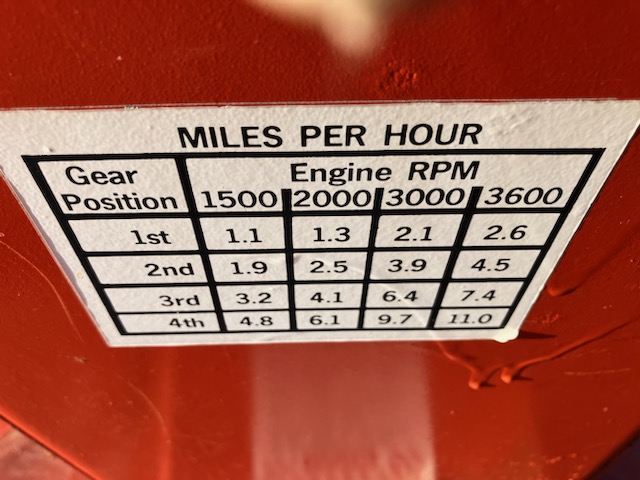 MILES PER HOUR
Gear Position Engine RPM
1500 2000 3000 3600
1st 1.1 1.3 2.1 2.6
2nd 1.9 2.5 3.9 4.5
3rd 3.2 4.1 6.4 7.4
4th 4.8 6.1 9.7 11.0